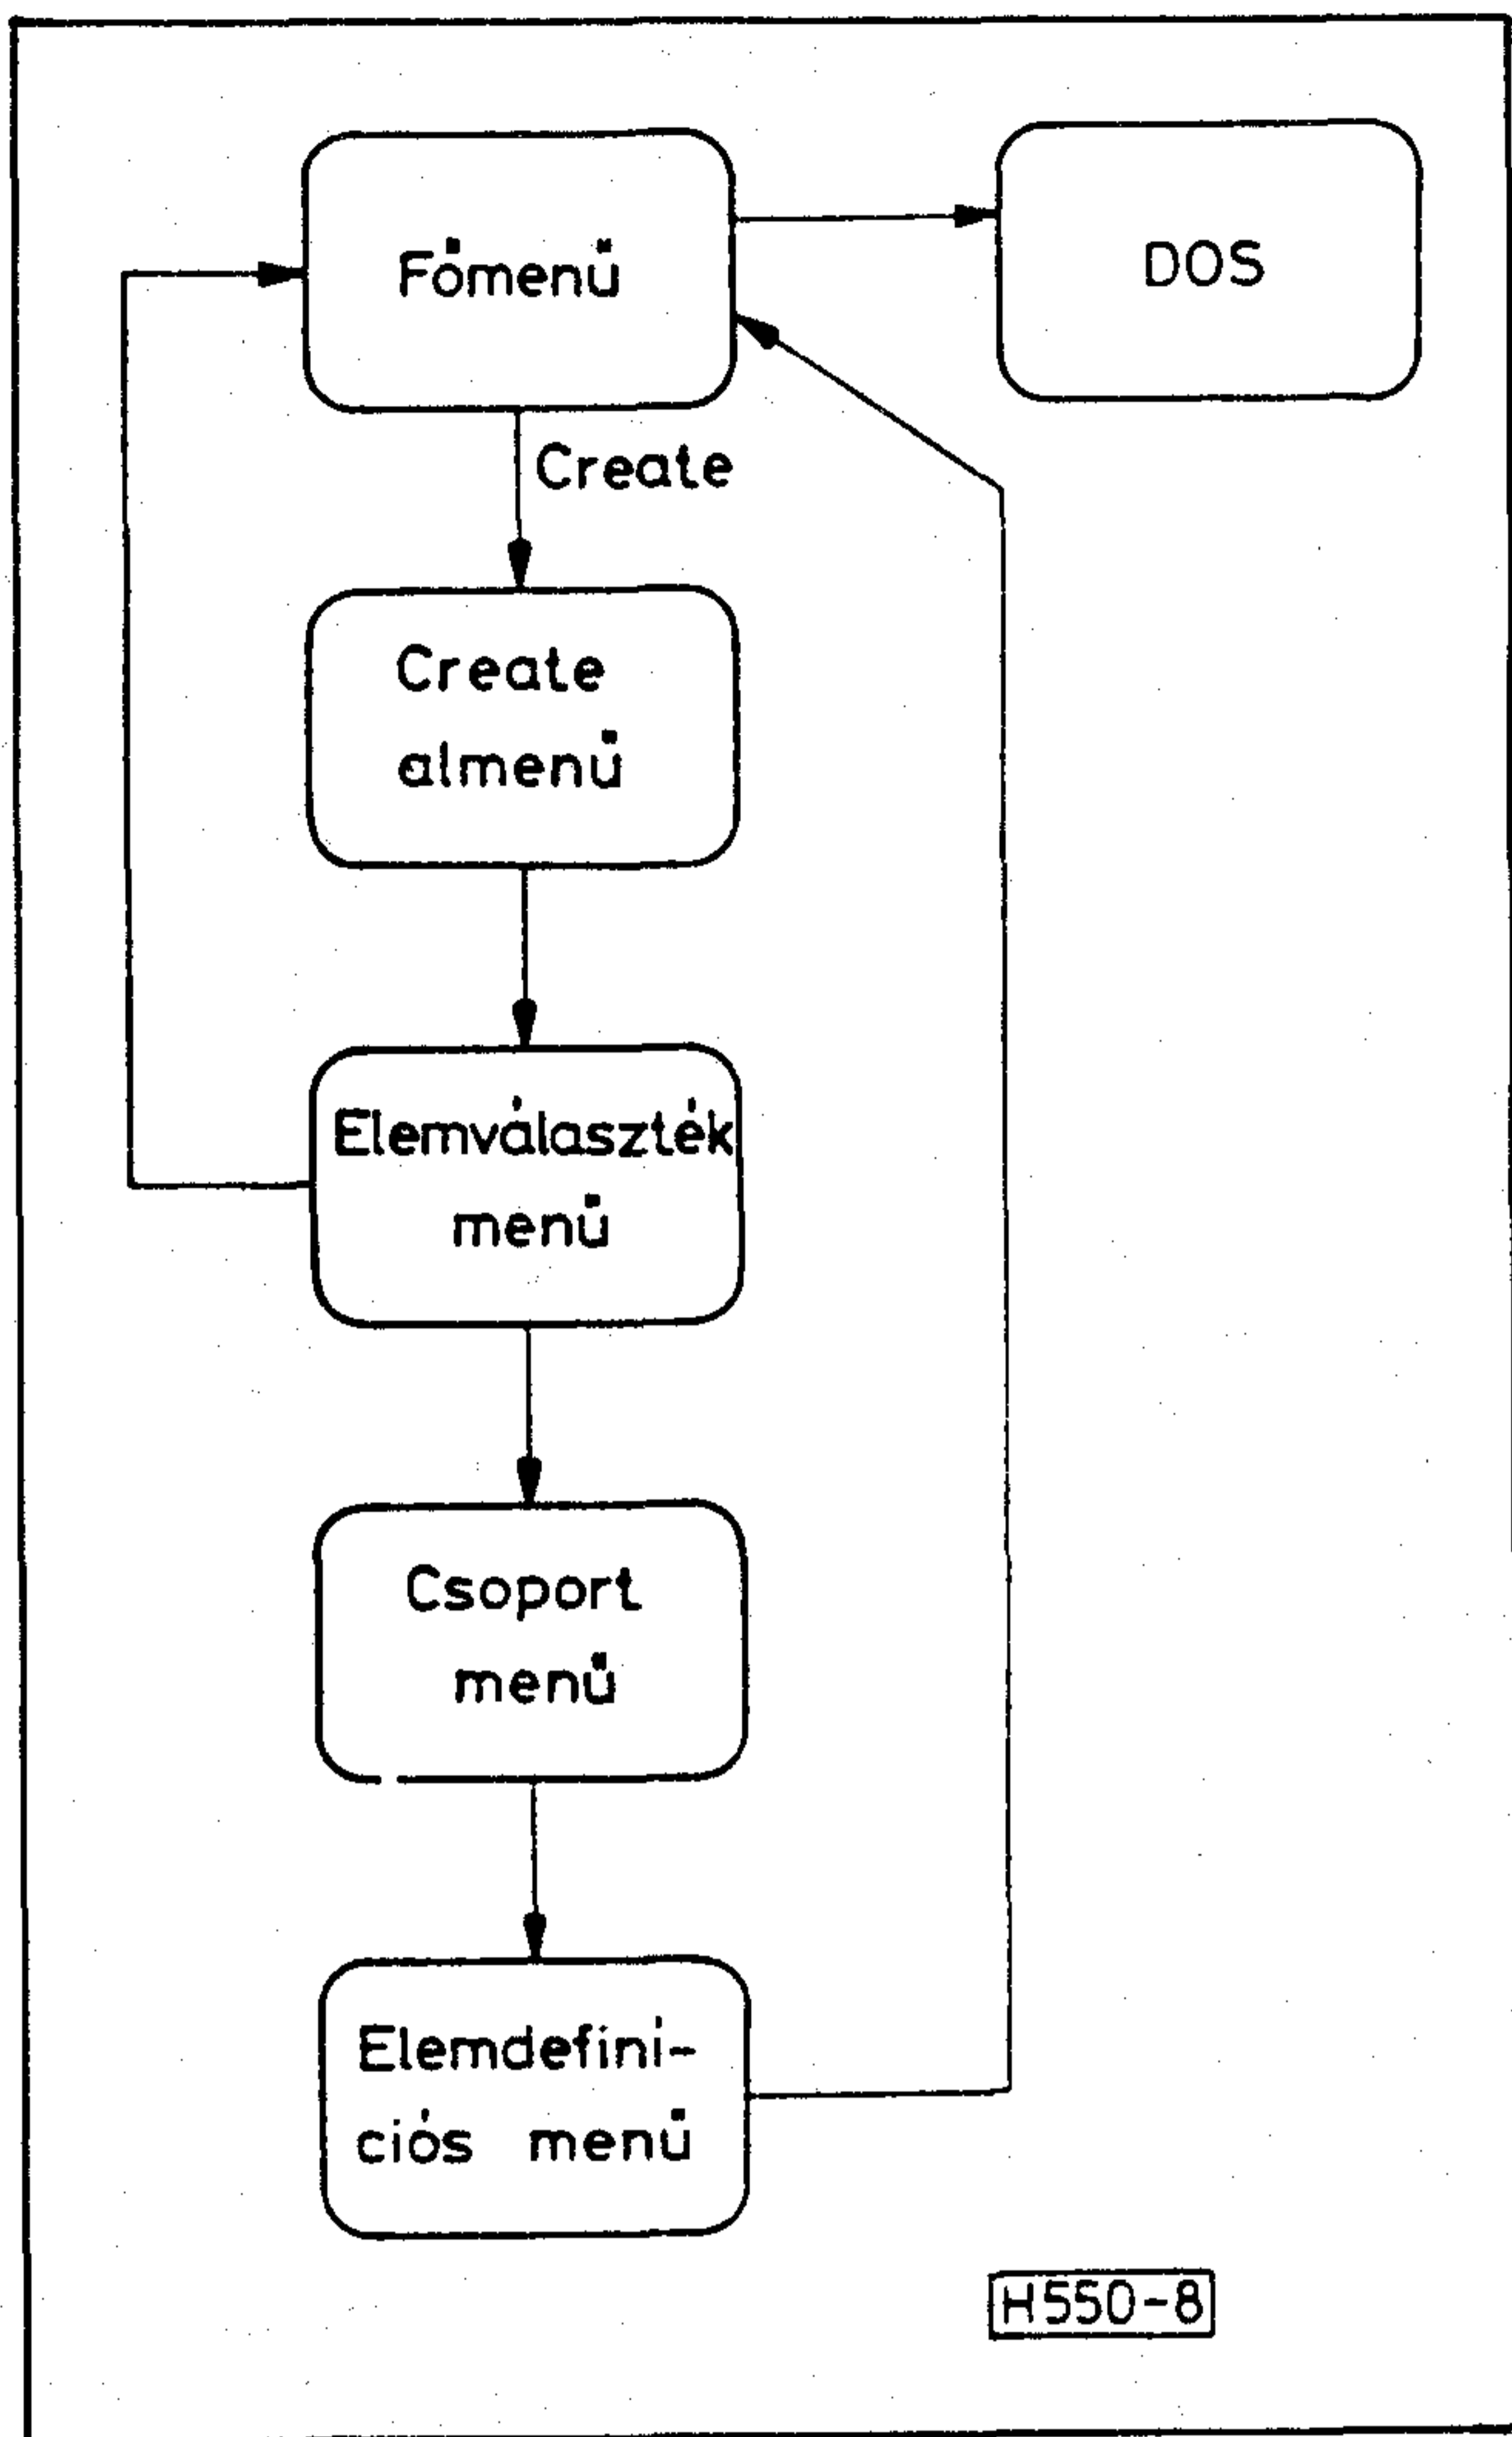 Főmenü
DOS
Create
Create
almenü
Elemválaszték
menü
Csoport
menü
Elemdefini-
ciós menü
H550-8